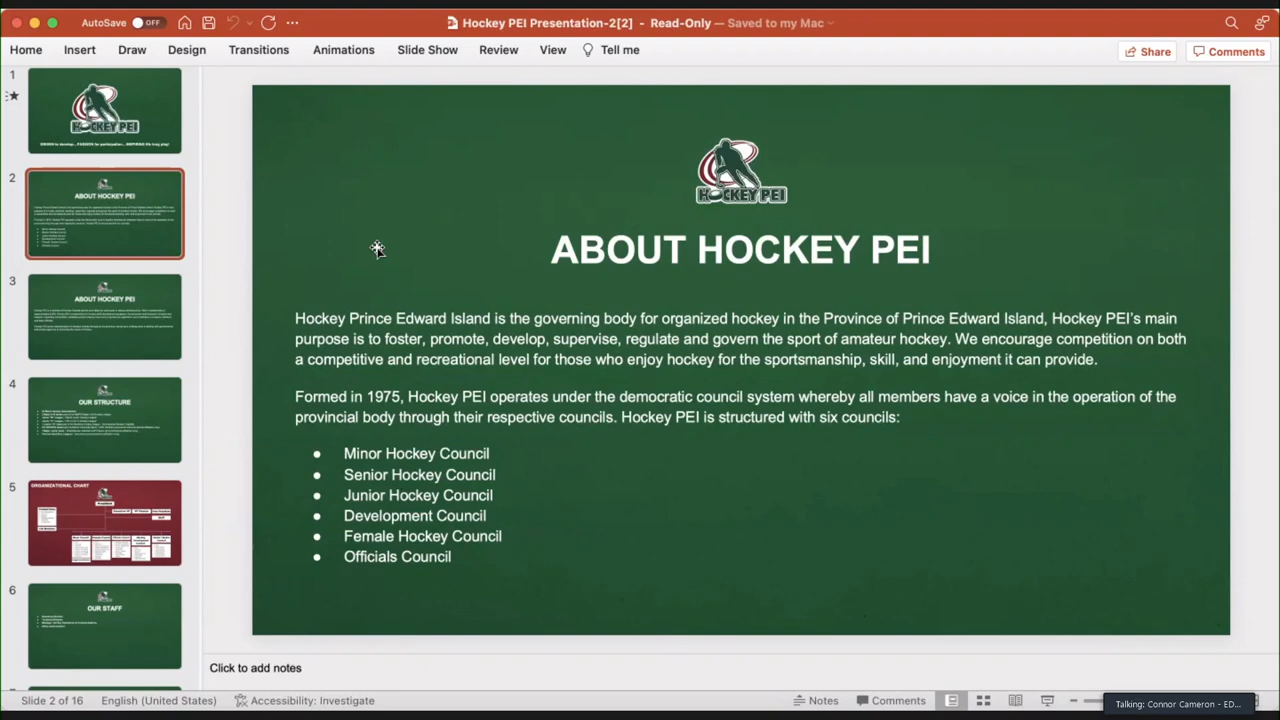 AutoSave OFF
Hockey PEI Presentation-2[2] - Read-Only — Saved to my Mac
Home Insert Draw Design Transitions Animations Slide Show Review View Tell me
Share Comments
1
HOCKEY PEI
2
ABOUT HOCKEY PEI
3
ABOUT HOCKEY PEI
4
OUR STRUCTURE
5
ORGANIZATIONAL CHART
6
OUR STAFF
HOCKEY PEI
ABOUT HOCKEY PEI
Hockey Prince Edward Island is the governing body for organized hockey in the Province of Prince Edward Island, Hockey PEI's main
purpose is to foster, promote, develop, supervise, regulate and govern the sport of amateur hockey. We encourage competition on both
a competitive and recreational level for those who enjoy hockey for the sportsmanship, skill, and enjoyment it can provide.
Formed in 1975, Hockey PEI operates under the democratic council system whereby all members have a voice in the operation of the
provincial body through their respective councils. Hockey PEI is structured with six councils:
● Minor Hockey Council
● Senior Hockey Council
● Junior Hockey Council
● Development Council
● Female Hockey Council
● Officials Council
Click to add notes
Slide 2 of 16 English (United States) Accessibility: Investigate Notes Comments
Talking: Connor Cameron - ED...